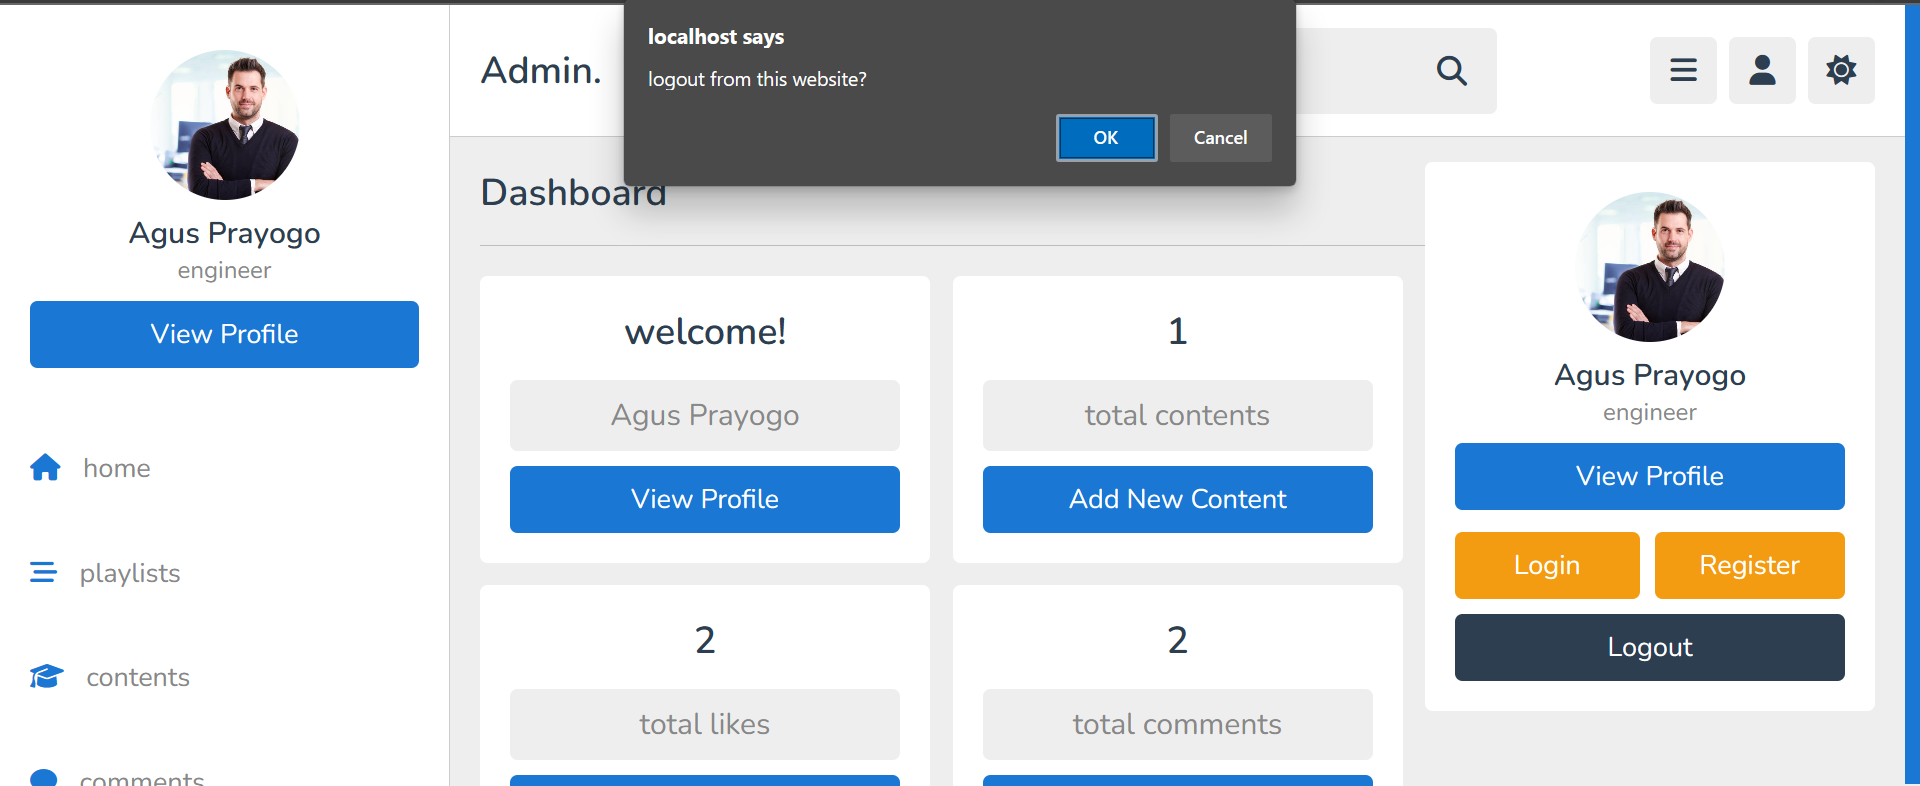 localhost says
logout from this website?
OK
Cancel
Admin.
Agus Prayogo
engineer
View Profile
home
playlists
contents
comments
Dashboard
welcome!
Agus Prayogo
View Profile
1
total contents
Add New Content
2
total likes
2
total comments
Agus Prayogo
engineer
View Profile
Login
Register
Logout